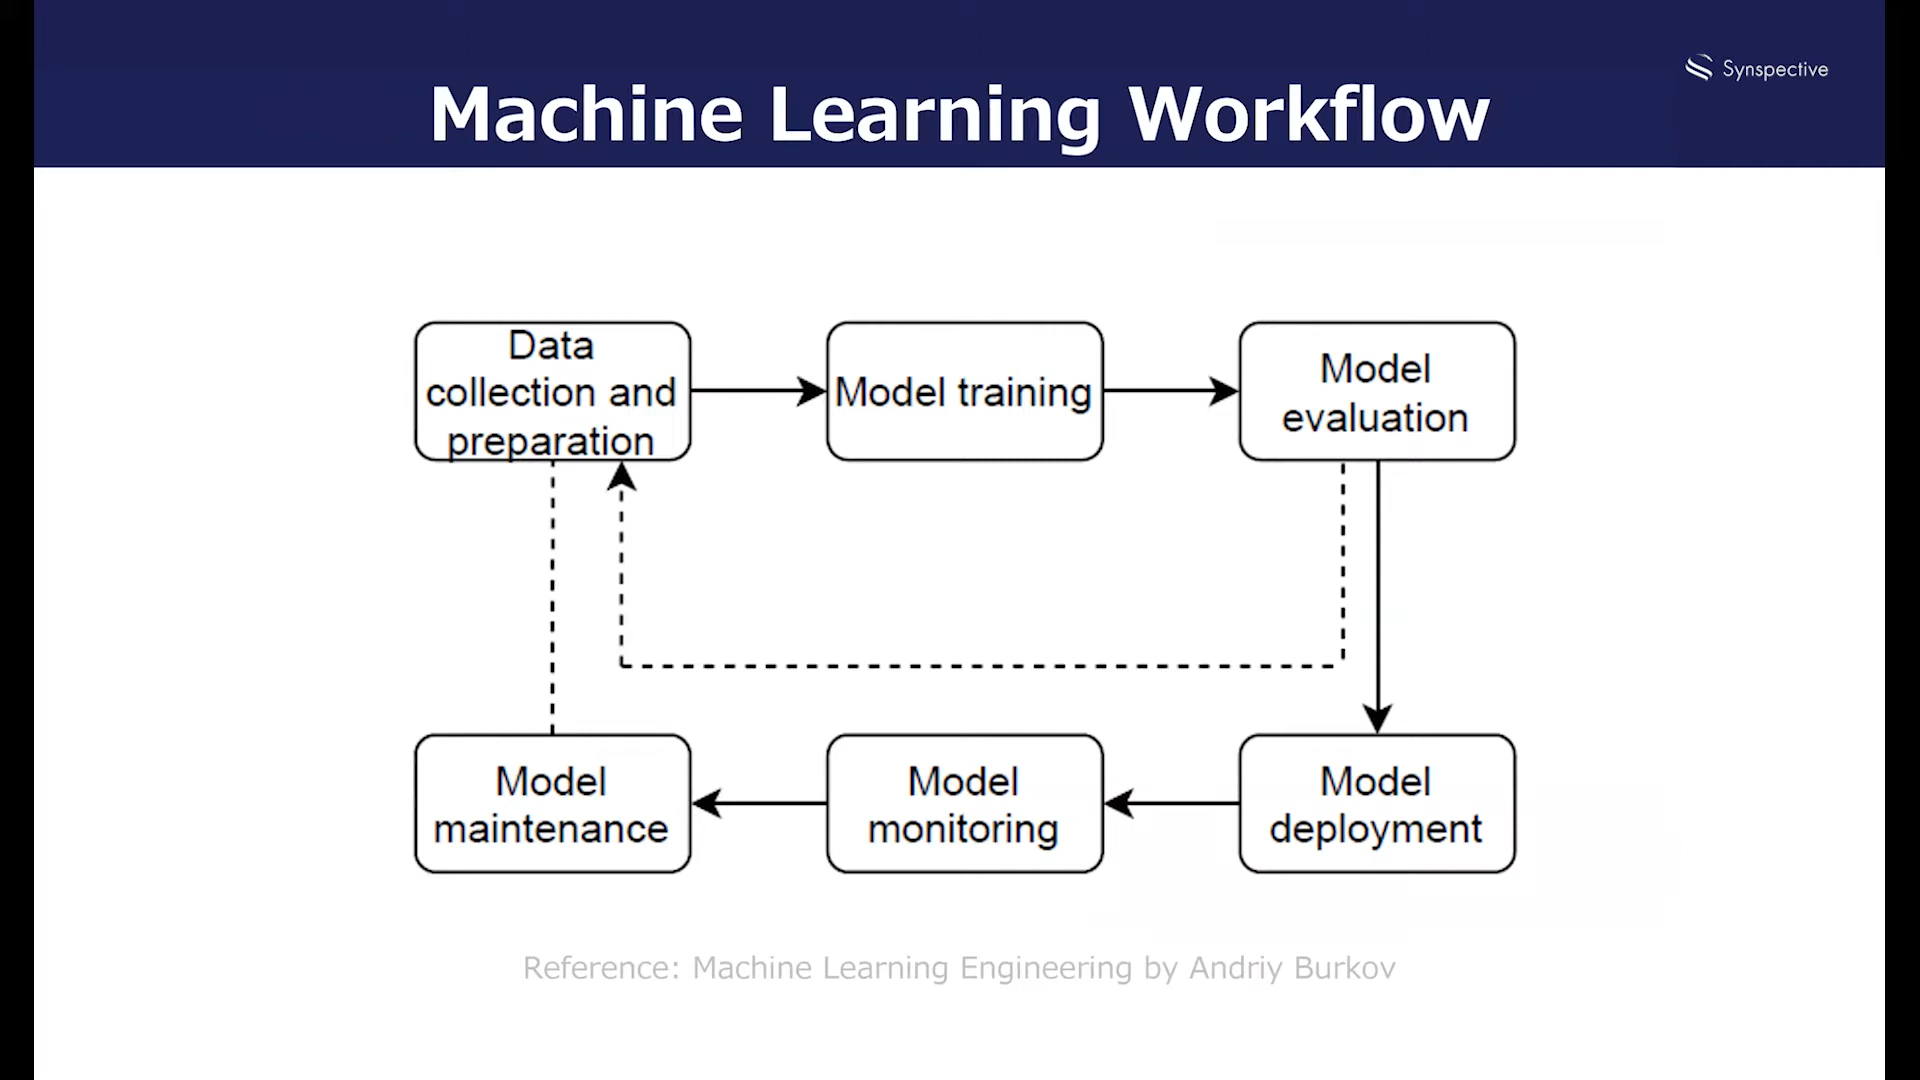 Synspective
Machine Learning Workflow
Data
collection and
preparation
Model training
Model
evaluation
Model
maintenance
Model
monitoring
Model
deployment
Reference: Machine Learning Engineering by Andriy Burkov